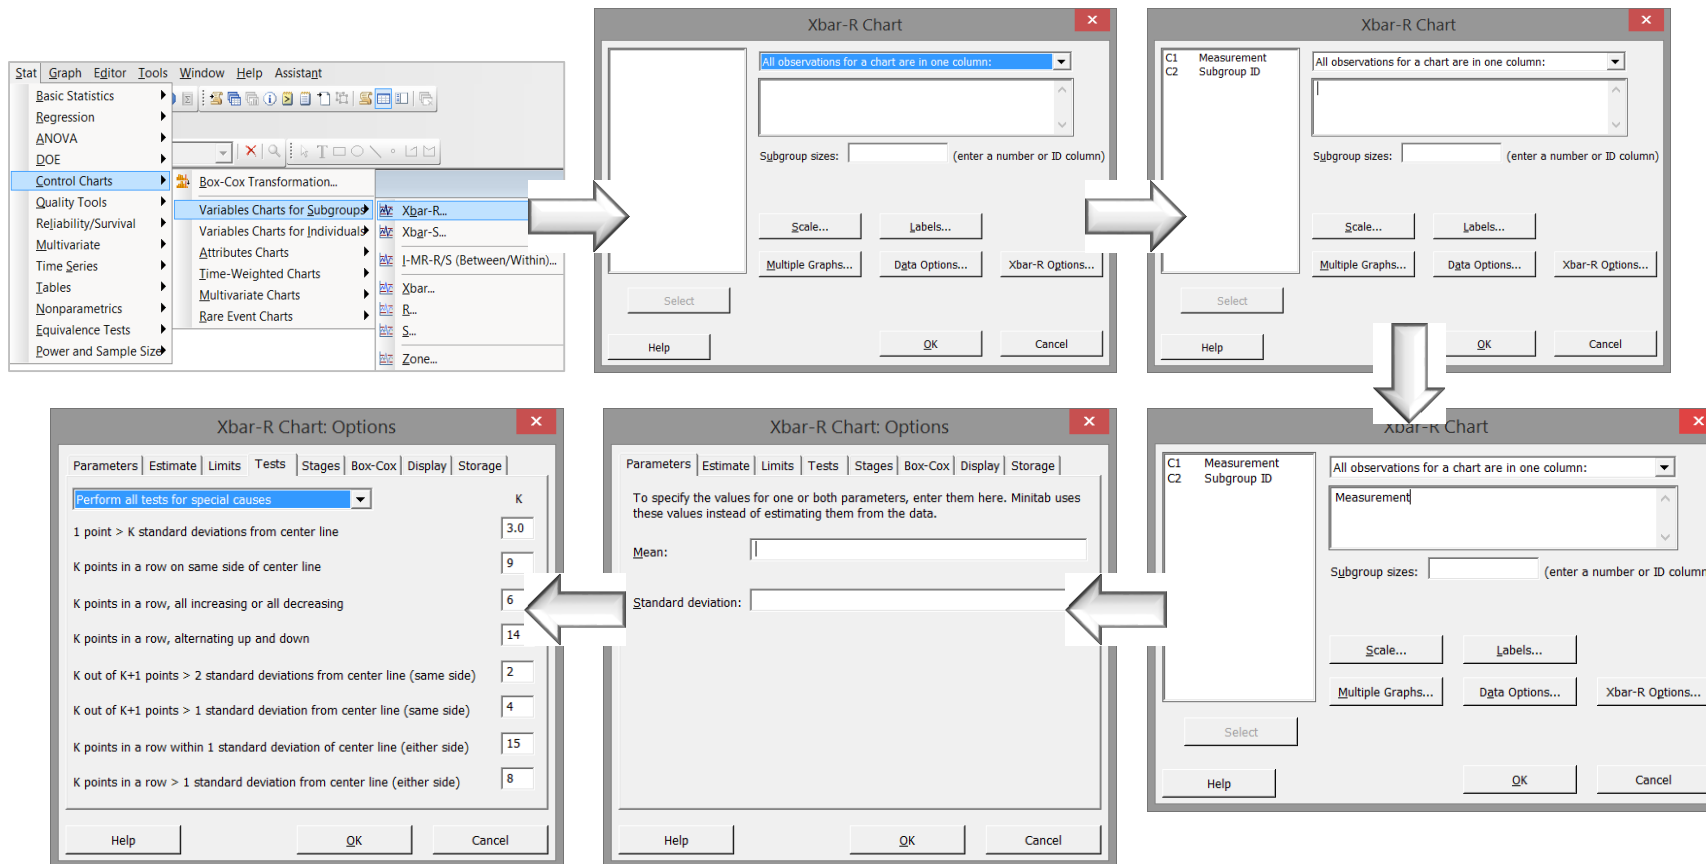 Stat Graph Editor Tools Window Help Assistant
Basic Statistics
Regression
ANOVA
DOE
Control Charts
Quality Tools
Reliability/Survival
Multivariate
Time Series
Tables
Nonparametrics
Equivalence Tests
Power and Sample Size
Box-Cox Transformation...
Variables Charts for Subgroups
Variables Charts for Individuals
Attributes Charts
Time-Weighted Charts
Multivariate Charts
Rare Event Charts
Xbar-R...
Xbar-S...
I-MR-R/S (Between/Within)...
Xbar...
R...
S...
Zone...
Xbar-R Chart
All observations for a chart are in one column:
Subgroup sizes: (enter a number or ID column)
Scale... Labels...
Multiple Graphs... Data Options... Xbar-R Options...
Select
Help OK Cancel
Xbar-R Chart
C1 Measurement
C2 Subgroup ID
All observations for a chart are in one column:
Subgroup sizes: (enter a number or ID column)
Scale... Labels...
Multiple Graphs... Data Options... Xbar-R Options...
Select
Help OK Cancel
Xbar-R Chart
C1 Measurement
C2 Subgroup ID
All observations for a chart are in one column:
Measurement
Subgroup sizes: (enter a number or ID column
Scale... Labels...
Multiple Graphs... Data Options... Xbar-R Options...
Select
Help OK Cancel
Xbar-R Chart: Options
Parameters Estimate Limits Tests Stages Box-Cox Display Storage
To specify the values for one or both parameters, enter them here. Minitab uses
these values instead of estimating them from the data.
Mean:
Standard deviation:
Help OK Cancel
Xbar-R Chart: Options
Parameters Estimate Limits Tests Stages Box-Cox Display Storage
Perform all tests for special causes K
1 point > K standard deviations from center line 3.0
K points in a row on same side of center line 9
K points in a row, all increasing or all decreasing 6
K points in a row, alternating up and down 14
K out of K+1 points > 2 standard deviations from center line (same side) 2
K out of K+1 points > 1 standard deviation from center line (same side) 4
K points in a row within 1 standard deviation of center line (either side) 15
K points in a row > 1 standard deviation from center line (either side) 8
Help OK Cancel